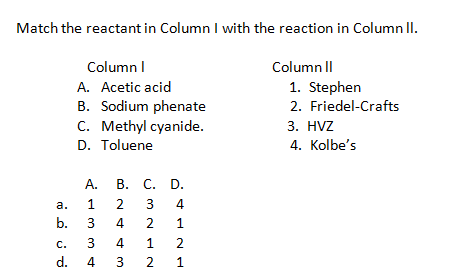 Match the reactant in Column I with the reaction in Column II.
Column I Column II
A. Acetic acid 1. Stephen
B. Sodium phenate 2. Friedel-Crafts
C. Methyl cyanide. 3. HVZ
D. Toluene 4. Kolbe's
A. B. C. D.
a. 1 2 3 4
b. 3 4 2 1
c. 3 4 1 2
d. 4 3 2 1